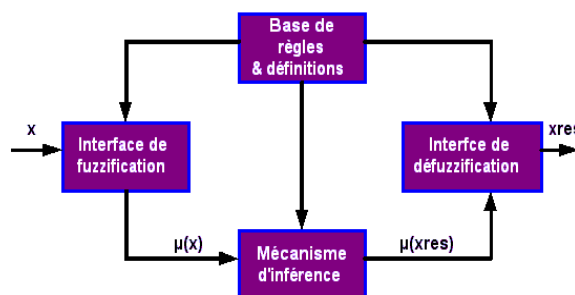 Base de
règles
& définitions
x
Interface de
fuzzification
Interfce de
défuzzification
xres
μ(x)
Mécanisme
d'inférence
μ(xres)